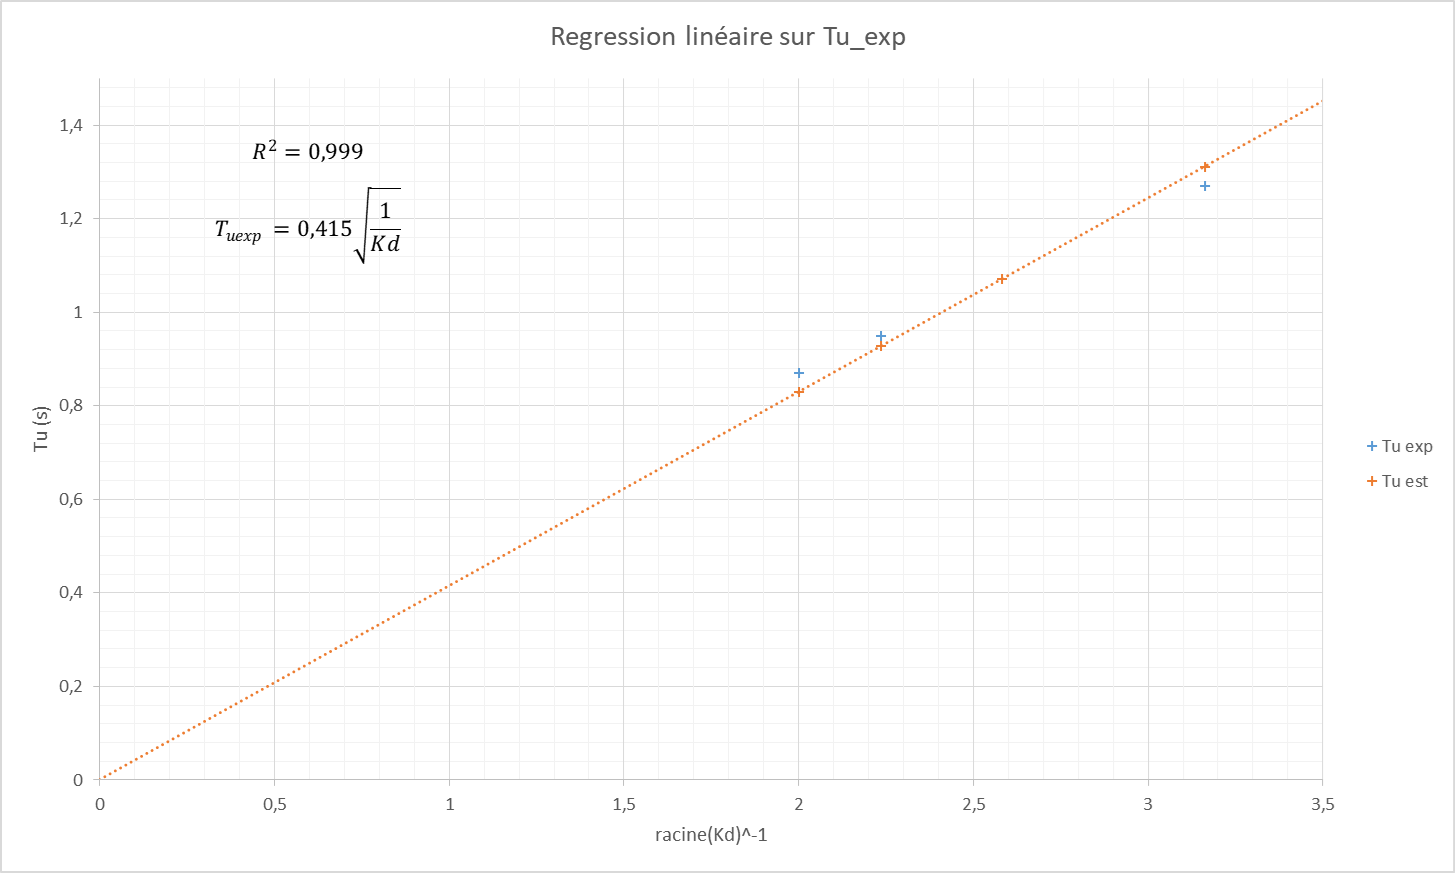 Regression linéaire sur Tu_exp
R² = 0,999
T_uexp = 0,415√(1/Kd)
1,4
1,2
1
0,8
0,6
0,4
0,2
0
Tu (s)
0 0,5 1 1,5 2 2,5 3 3,5
racine(Kd)^-1
Tu exp
Tu est